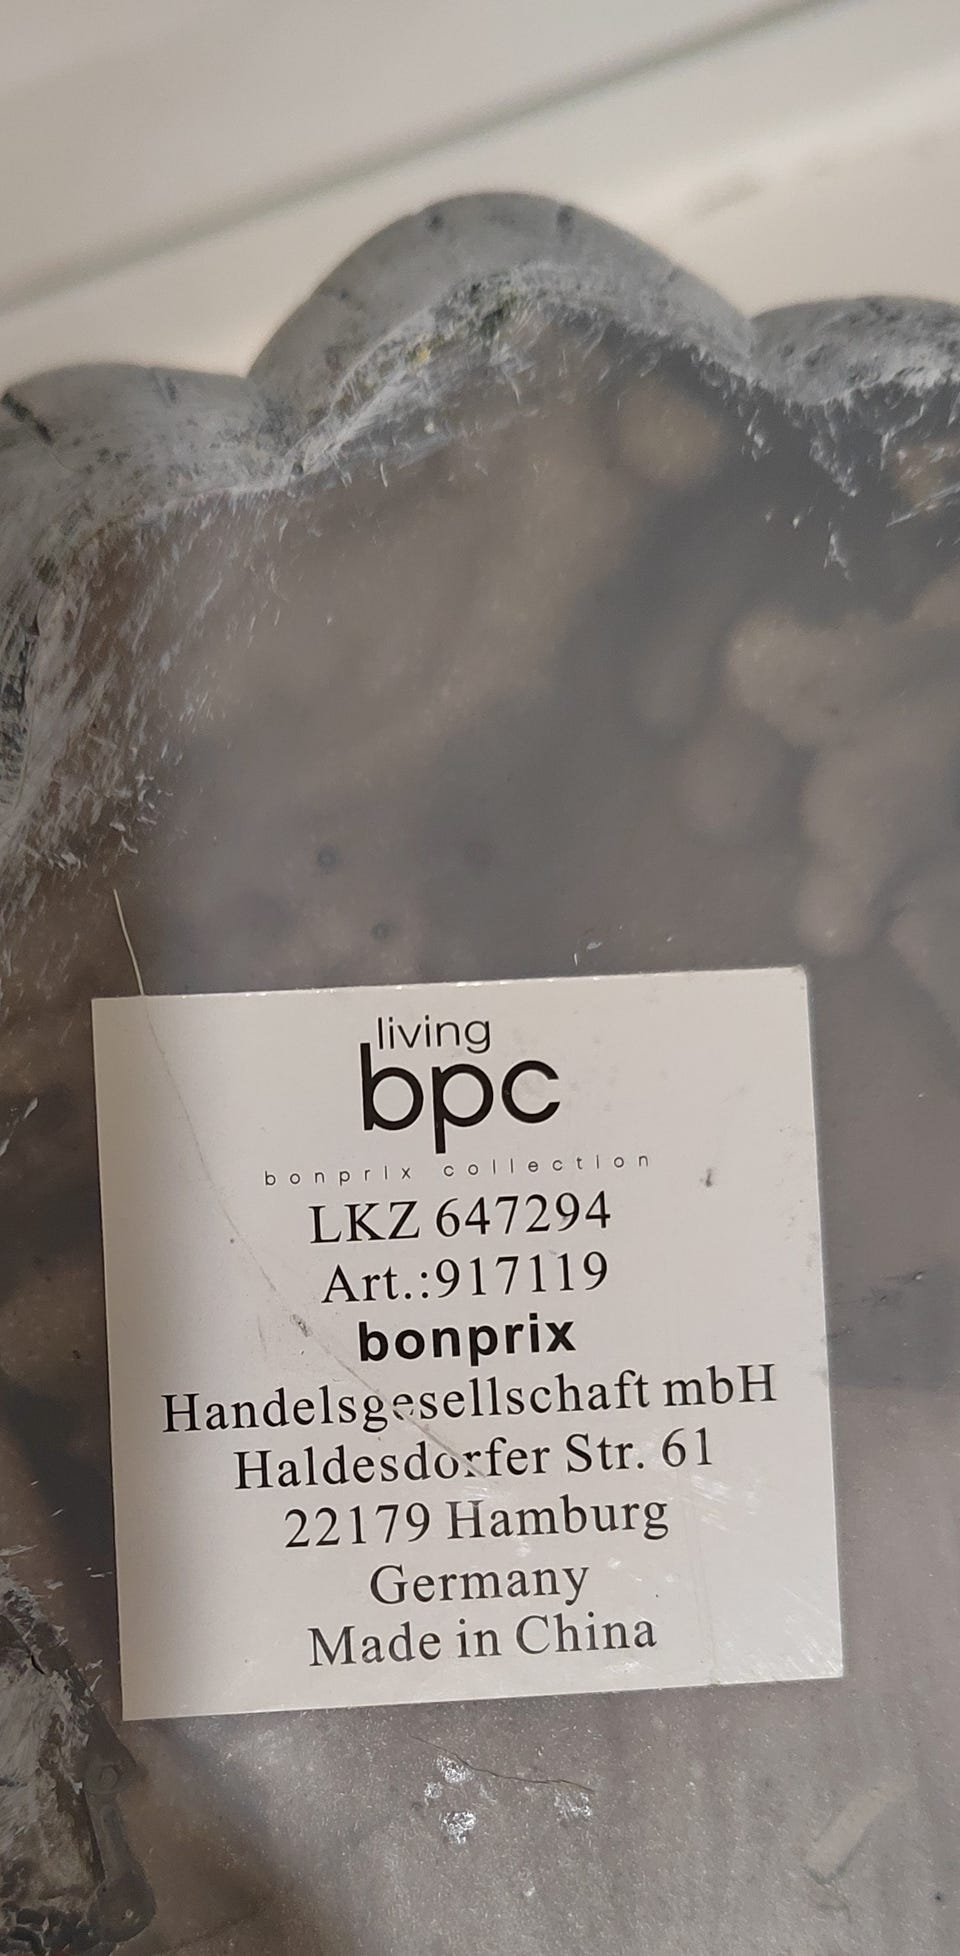 living
bpc
bonprix collection
LKZ 647294
Art.:917119
bonprix
Handelsgesellschaft mbH
Haldesdorfer Str. 61
22179 Hamburg
Germany
Made in China